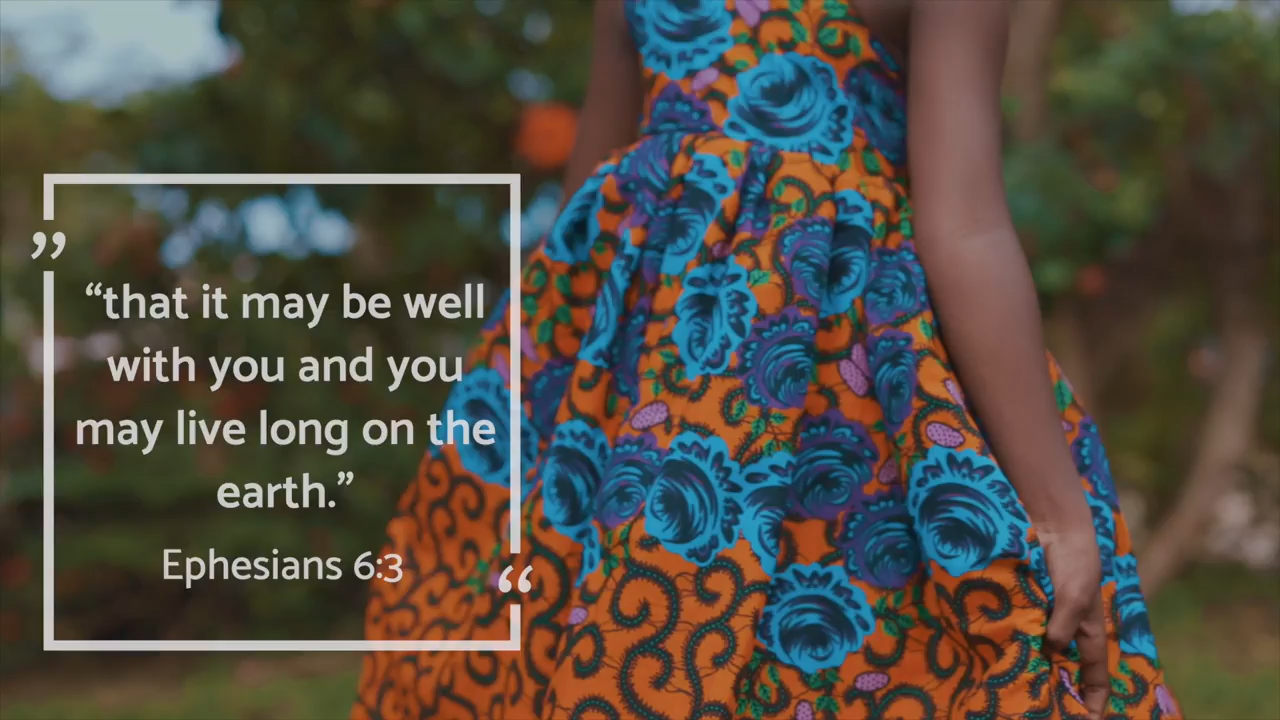 “that it may be well
with you and you
may live long on the
earth.”
Ephesians 6:3